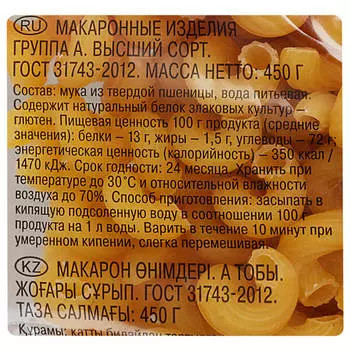 RU МАКАРОННЫЕ ИЗДЕЛИЯ
ГРУППА А. ВЫСШИЙ СОРТ.
ГОСТ 31743-2012. МАССА НЕТТО: 450 Г
Состав: мука из твердой пшеницы, вода питьевая.
Содержит натуральный белок злаковых культур –
глютен. Пищевая ценность 100 г продукта (средние
значения): белки – 13 г, жиры - 1,5 г, углеводы – 72 г,
энергетическая ценность (калорийность) – 350 ккал /
1470 кДж. Срок годности: 24 месяца. Хранить при
температуре до 30°С и относительной влажности
воздуха до 70%. Способ приготовления: засыпать в
кипящую подсоленную воду в соотношении 100 г
продукта на 1 л воды. Варить в течение 10 минут при
умеренном кипении, слегка перемешивая.
KZ МАКАРОН ӨНІМДЕРІ. А ТОБЫ.
ЖОҒАРЫ СҰРЫП. ГОСТ 31743-2012.
ТАЗА САЛМАҒЫ: 450 Г
Құрамы: қатты бидайдан